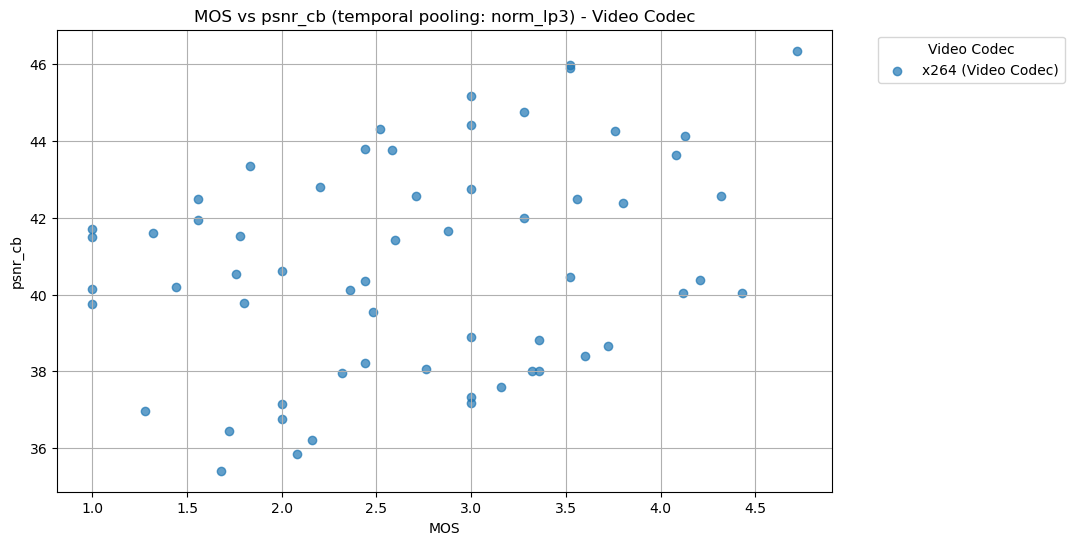 MOS vs psnr_cb (temporal pooling: norm_lp3) - Video Codec
Video Codec
x264 (Video Codec)
psnr_cb
46
44
42
40
38
36
1.0 1.5 2.0 2.5 3.0 3.5 4.0 4.5
MOS